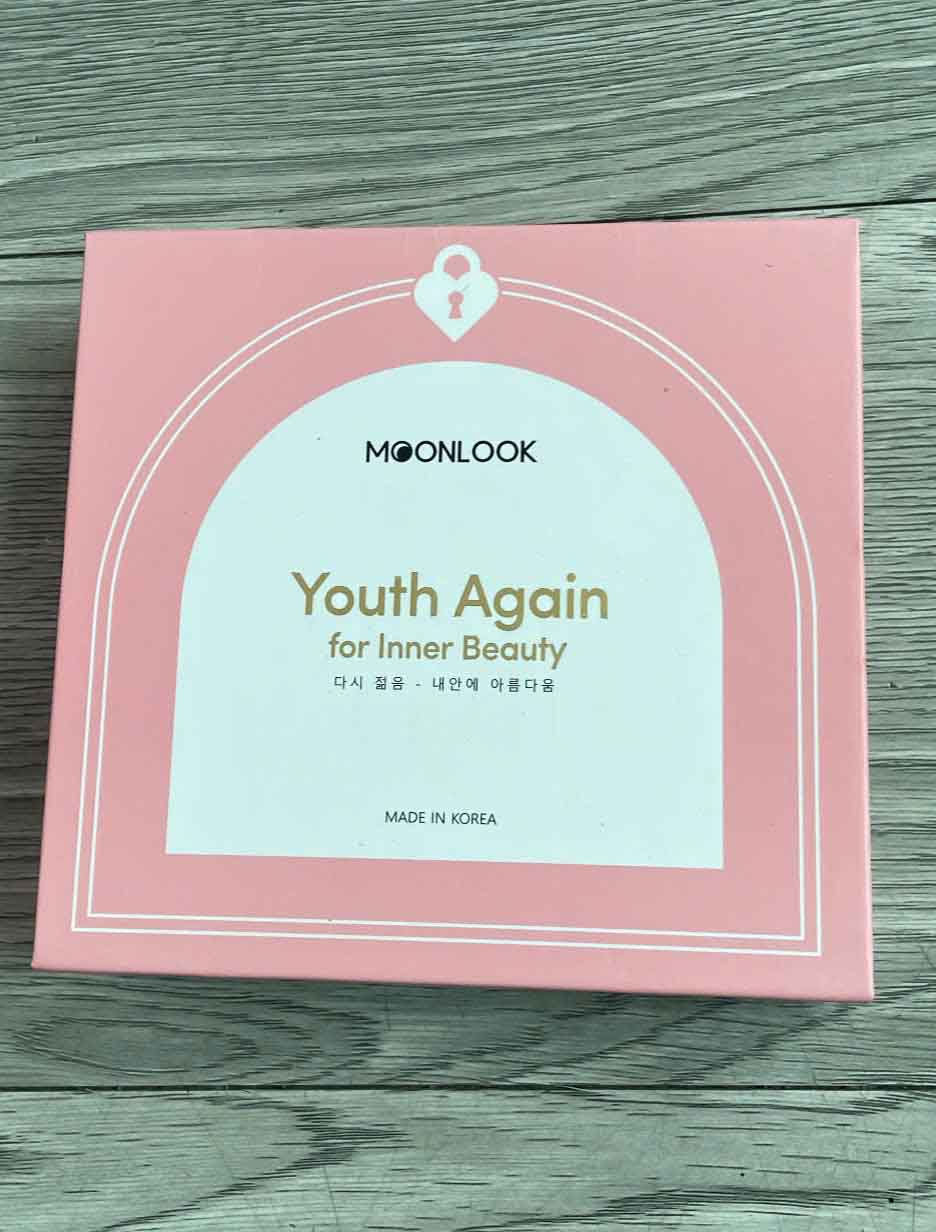 MOONLOOK
Youth Again
for Inner Beauty
다시 젊음 - 내안에 아름다움
MADE IN KOREA